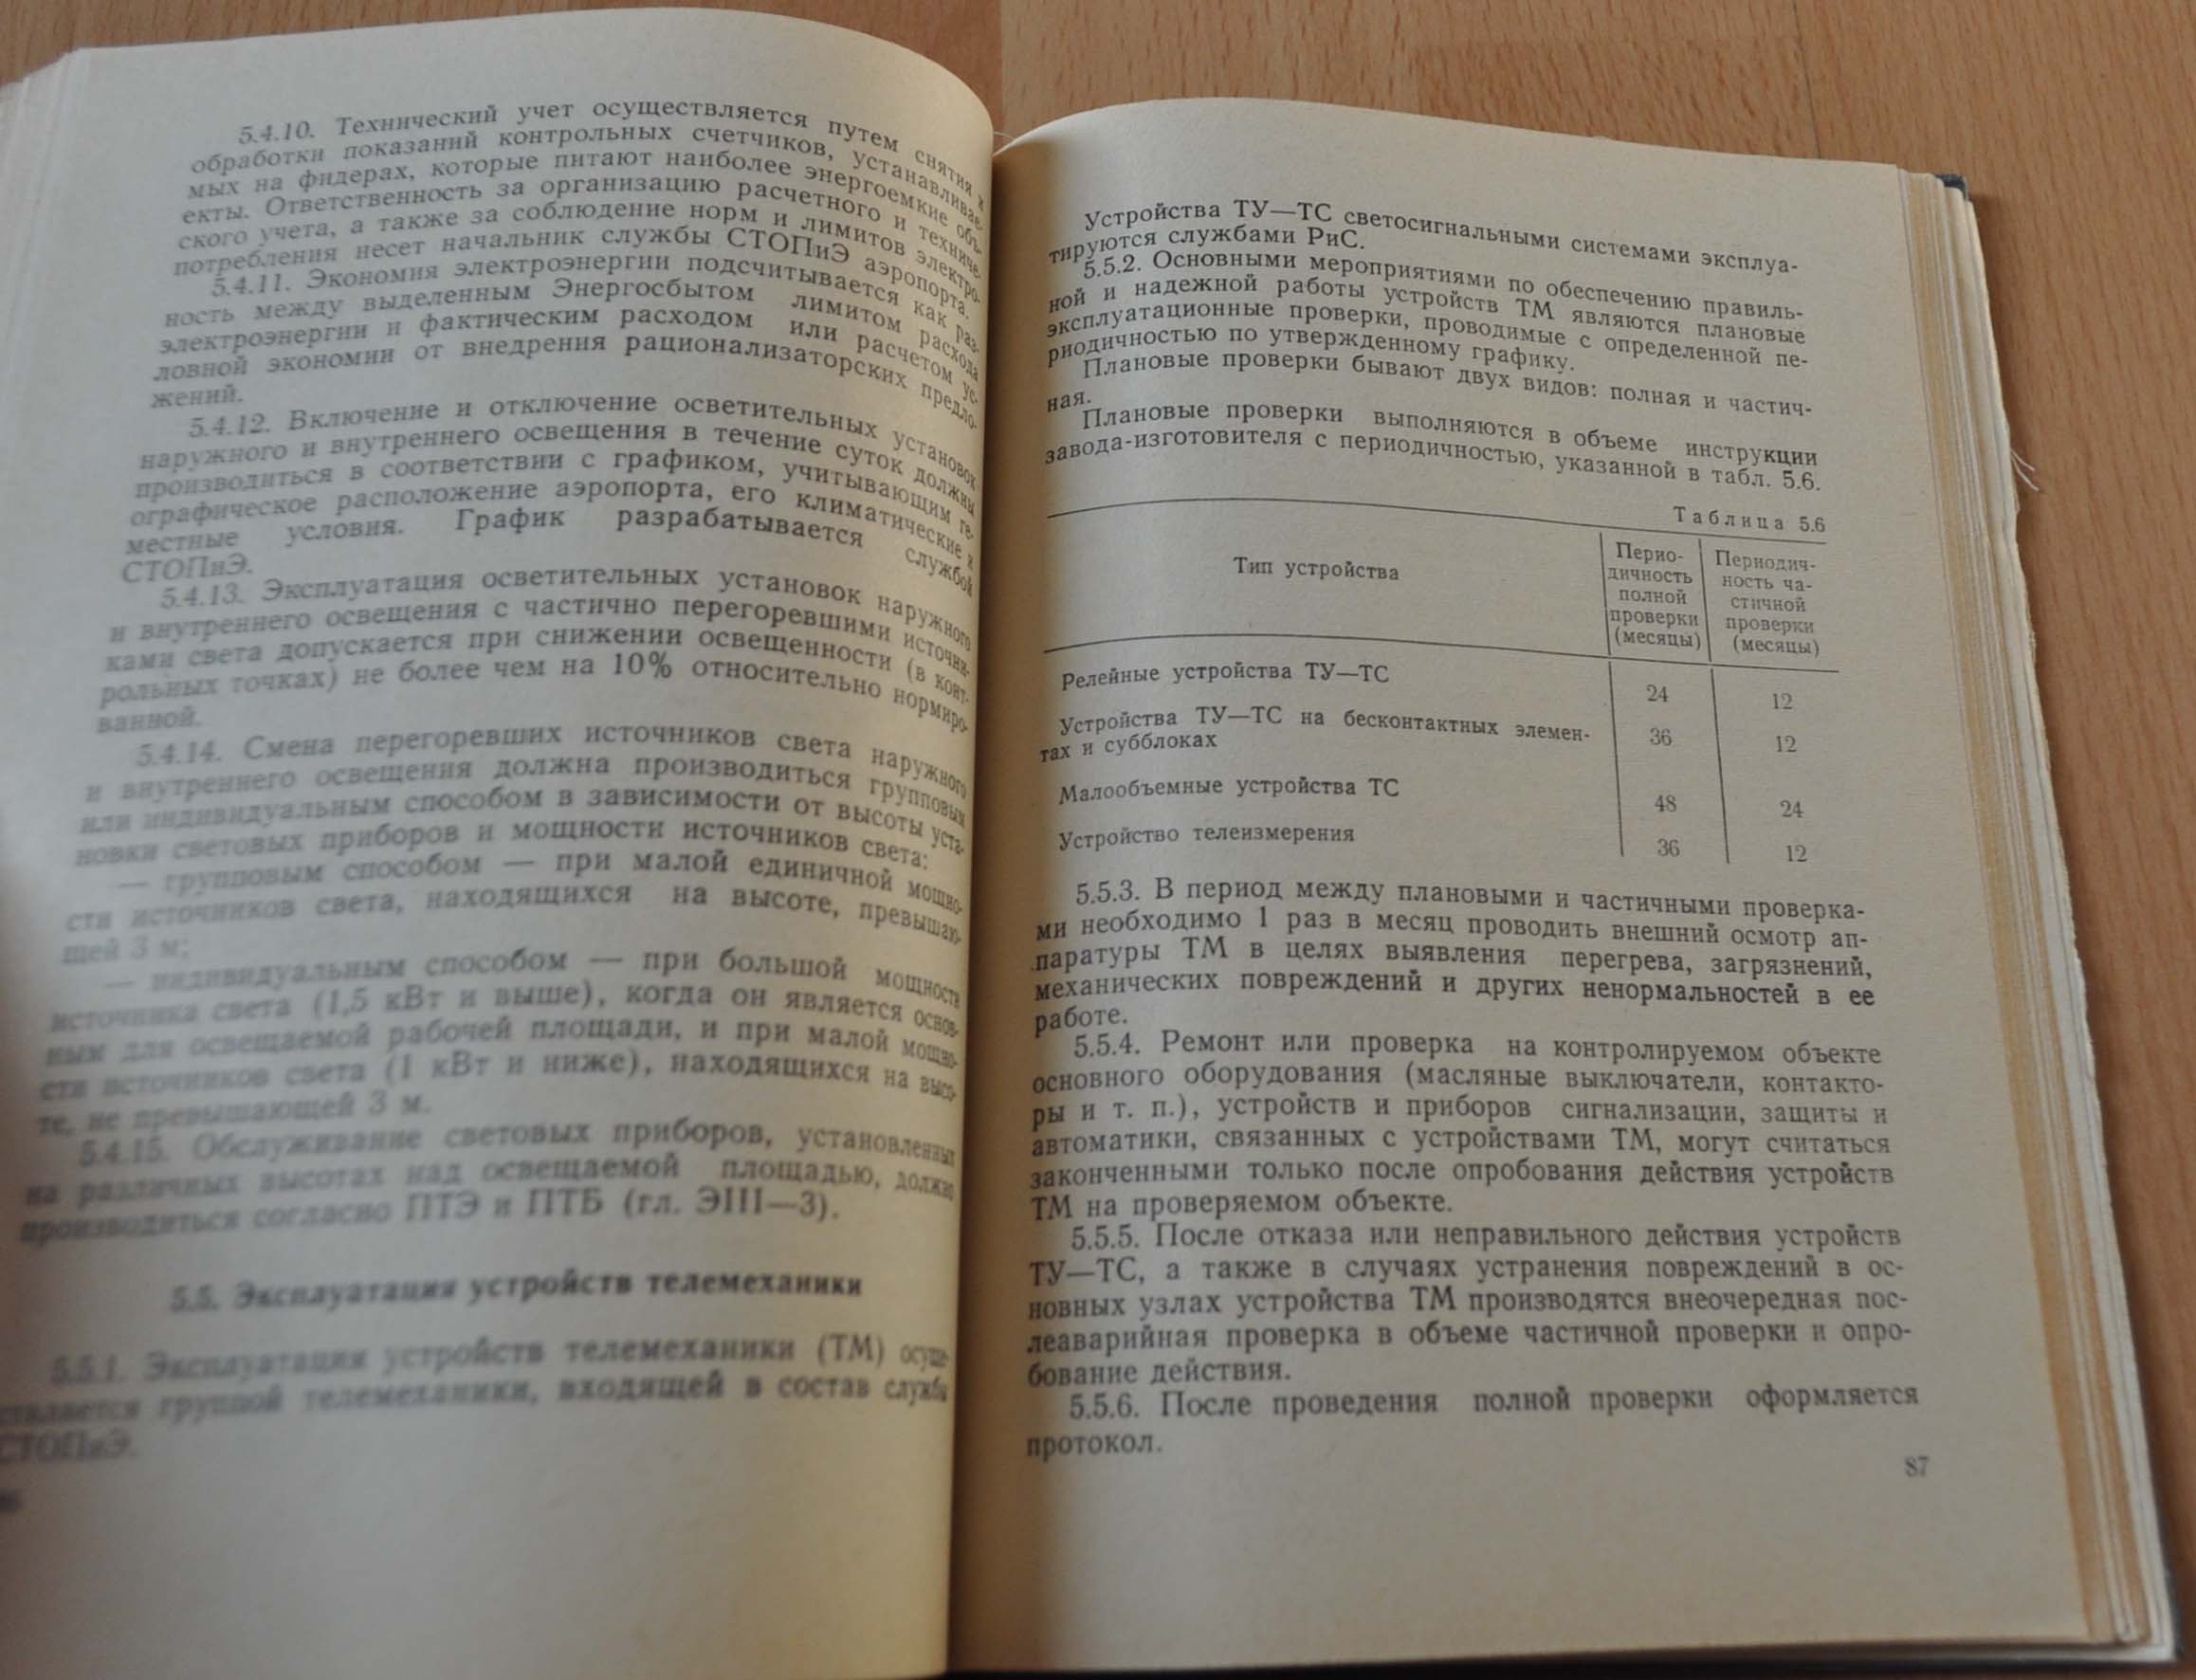 5.4.10. Технический учет осуществляется путем снятия и
обработки показаний контрольных счетчиков, устанавливае-
мых на фидерах, которые питают наиболее энергоемкие объ-
екты. Ответственность за организацию расчетного и техниче-
ского учета, а также за соблюдение норм и лимитов электро-
потребления несет начальник службы СТОПиЭ аэропорта.
5.4.11. Экономия электроэнергии подсчитывается как раз-
ность между выделенным Энергосбытом лимитом расхода
электроэнергии и фактическим расходом или расчетом ус-
ловной экономии от внедрения рационализаторских предло-
жений.
5.4.12. Включение и отключение осветительных установок
наружного и внутреннего освещения в течение суток должны
производиться в соответствии с графиком, учитывающим ге-
ографическое расположение аэропорта, его климатические и
местные условия. График разрабатывается службой
СТОПиЭ.
5.4.13. Эксплуатация осветительных установок наружного
и внутреннего освещения с частично перегоревшими источни-
ками света допускается при снижении освещенности (в конт-
рольных точках) не более чем на 10% относительно нормиро-
ванной.
5.4.14. Смена перегоревших источников света наружного
и внутреннего освещения должна производиться групповым
или индивидуальным способом в зависимости от высоты уста-
новки световых приборов и мощности источников света:
— групповым способом — при малой единичной мощно-
сти источников света, находящихся на высоте, превышаю-
щей 3 м;
— индивидуальным способом — при большой мощности
источника света (1,5 кВт и выше), когда он является основ-
ным для освещаемой рабочей площади, и при малой мощно-
сти источников света (1 кВт и ниже), находящихся на высо-
те, не превышающей 3 м.
5.4.15. Обслуживание световых приборов, установленных
на различных высотах над освещаемой площадью, должно
производиться согласно ПТЭ и ПТБ (гл. ЭIII—3).
5.5. Эксплуатация устройств телемеханики
5.5.1. Эксплуатация устройств телемеханики (ТМ) осуще-
ствляется группой телемеханики, входящей в состав службы
СТОПиЭ.
Устройства ТУ—ТС светосигнальными системами эксплуа-
тируются службами РиС.
5.5.2. Основными мероприятиями по обеспечению правиль-
ной и надежной работы устройств ТМ являются плановые
эксплуатационные проверки, проводимые с определенной пе-
риодичностью по утвержденному графику.
Плановые проверки бывают двух видов: полная и частич-
ная.
Плановые проверки выполняются в объеме инструкции
завода-изготовителя с периодичностью, указанной в табл. 5.6.
Таблица 5.6
Тип устройства
Перио-
дичность
полной
проверки
(месяцы)
Периодич-
ность ча-
стичной
проверки
(месяцы)
Релейные устройства ТУ—ТС 24 12
Устройства ТУ—ТС на бесконтактных элемен-
тах и субблоках 36 12
Малообъемные устройства ТС 48 24
Устройство телеизмерения 36 12
5.5.3. В период между плановыми и частичными проверка-
ми необходимо 1 раз в месяц проводить внешний осмотр ап-
паратуры ТМ в целях выявления перегрева, загрязнений,
механических повреждений и других ненормальностей в ее
работе.
5.5.4. Ремонт или проверка на контролируемом объекте
основного оборудования (масляные выключатели, контакто-
ры и т. п.), устройств и приборов сигнализации, защиты и
автоматики, связанных с устройствами ТМ, могут считаться
законченными только после опробования действия устройств
ТМ на проверяемом объекте.
5.5.5. После отказа или неправильного действия устройств
ТУ—ТС, а также в случаях устранения повреждений в ос-
новных узлах устройства ТМ производятся внеочередная пос-
леаварийная проверка в объеме частичной проверки и опро-
бование действия.
5.5.6. После проведения полной проверки оформляется
протокол.
87